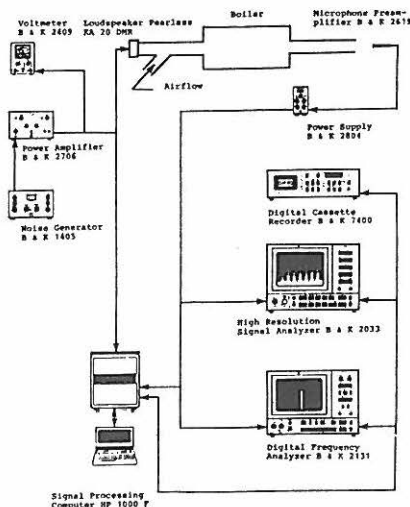 Voltmeter
B & K 2409
Loudspeaker Pearless
KA 20 DMR
Boiler
Microphone Pream-
plifier B & K 2619
Airflow
Power Supply
B & K 2804
Power Amplifier
B & K 2706
Noise Generator
B & K 1405
Digital Cassette
Recorder B & K 7400
High Resolution
Signal Analyzer B & K 2033
Digital Frequency
Analyzer B & K 2131
Signal Processing
Computer HP 1000 F